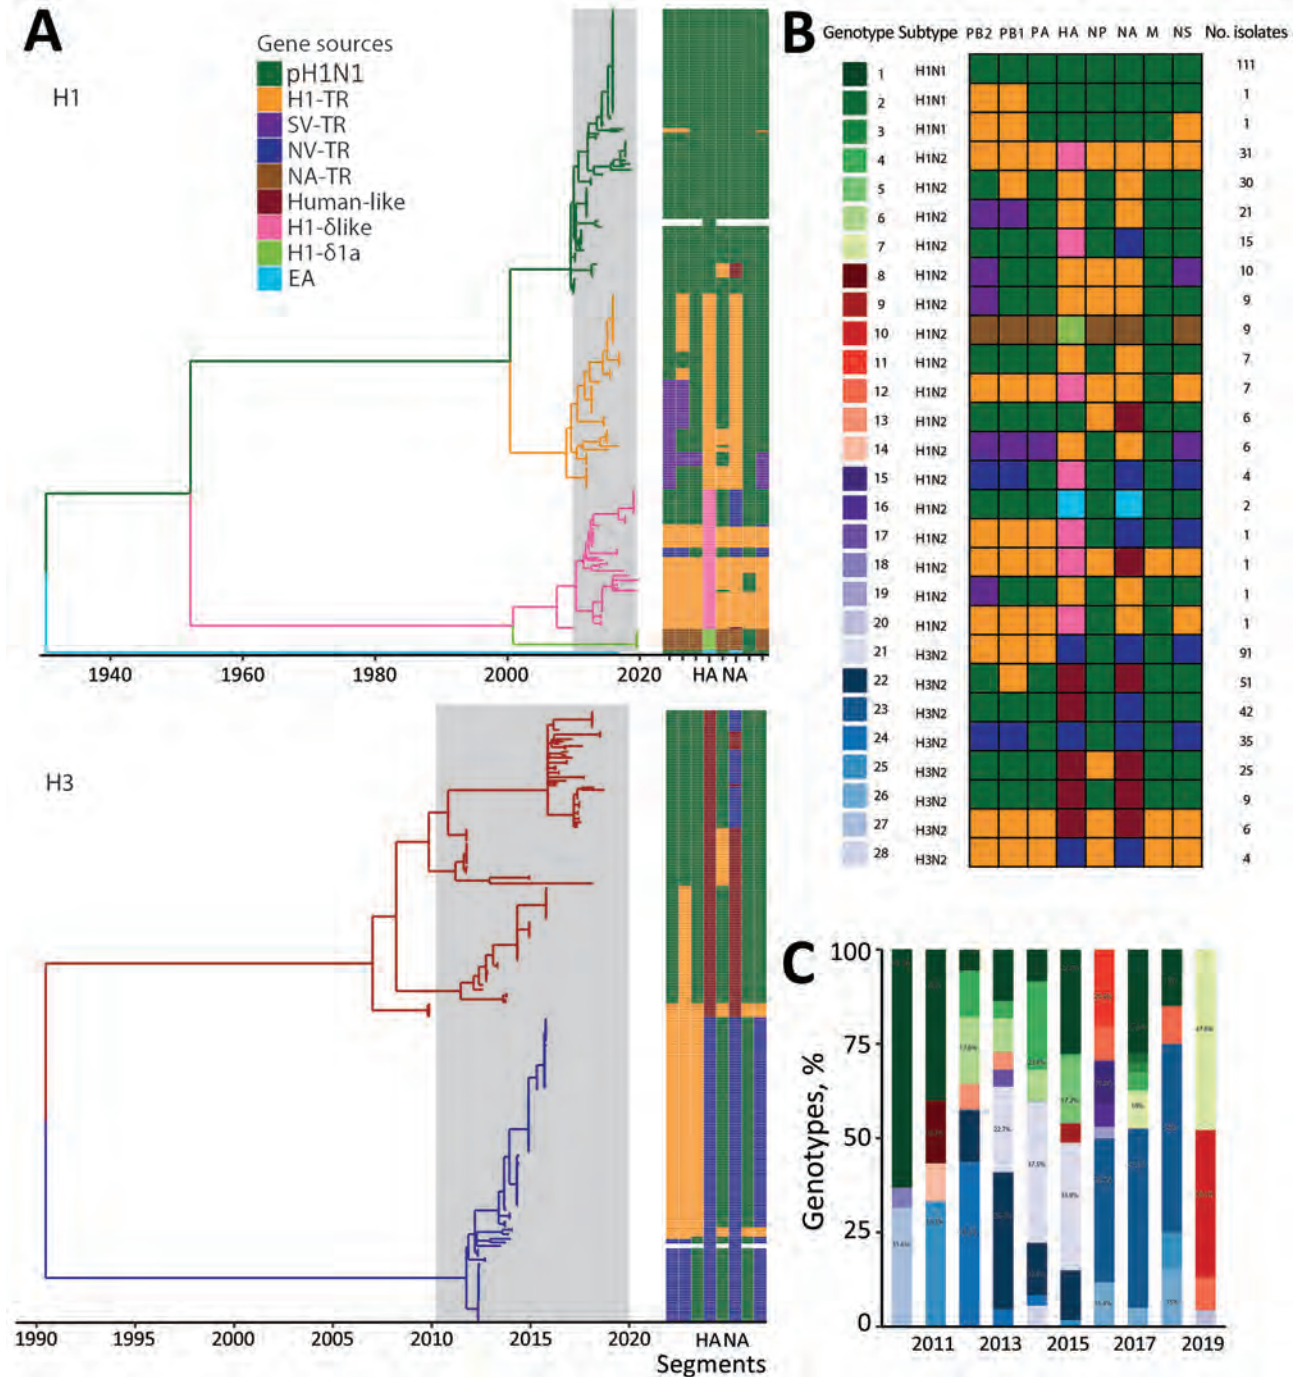 A
H1
Gene sources
pH1N1
H1-TR
SV-TR
NV-TR
NA-TR
Human-like
H1-δlike
H1-δ1a
EA
1940 1960 1980 2000 2020
HA NA
H3
1990 1995 2000 2005 2010 2015 2020
HA NA
Segments
B
Genotype Subtype PB2 PB1 PA HA NP NA M NS No. isolates
1 H1N1 111
2 H1N1 1
3 H1N1 1
4 H1N2 31
5 H1N2 30
6 H1N2 21
7 H1N2 15
8 H1N2 10
9 H1N2 9
10 H1N2 9
11 H1N2 7
12 H1N2 7
13 H1N2 6
14 H1N2 6
15 H1N2 4
16 H1N2 2
17 H1N2 1
18 H1N2 1
19 H1N2 1
20 H1N2 1
21 H3N2 91
22 H3N2 51
23 H3N2 42
24 H3N2 35
25 H3N2 25
26 H3N2 9
27 H3N2 6
28 H3N2 4
C
Genotypes, %
100
75
50
25
0
17.2%
22.7%
2011 2013 2015 2017 2019